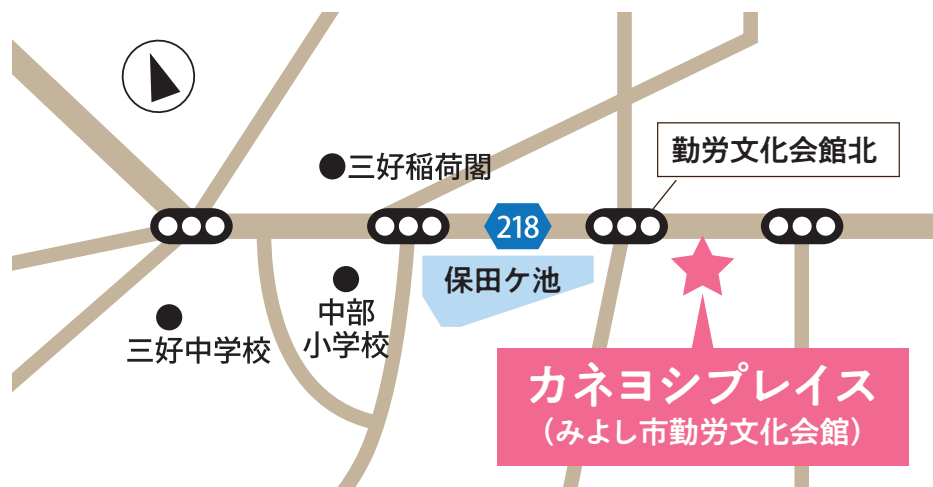 勤労文化会館北
三好稲荷閣
218
保田ケ池
中部
小学校
三好中学校
カネヨシプレイス
（みよし市勤労文化会館）